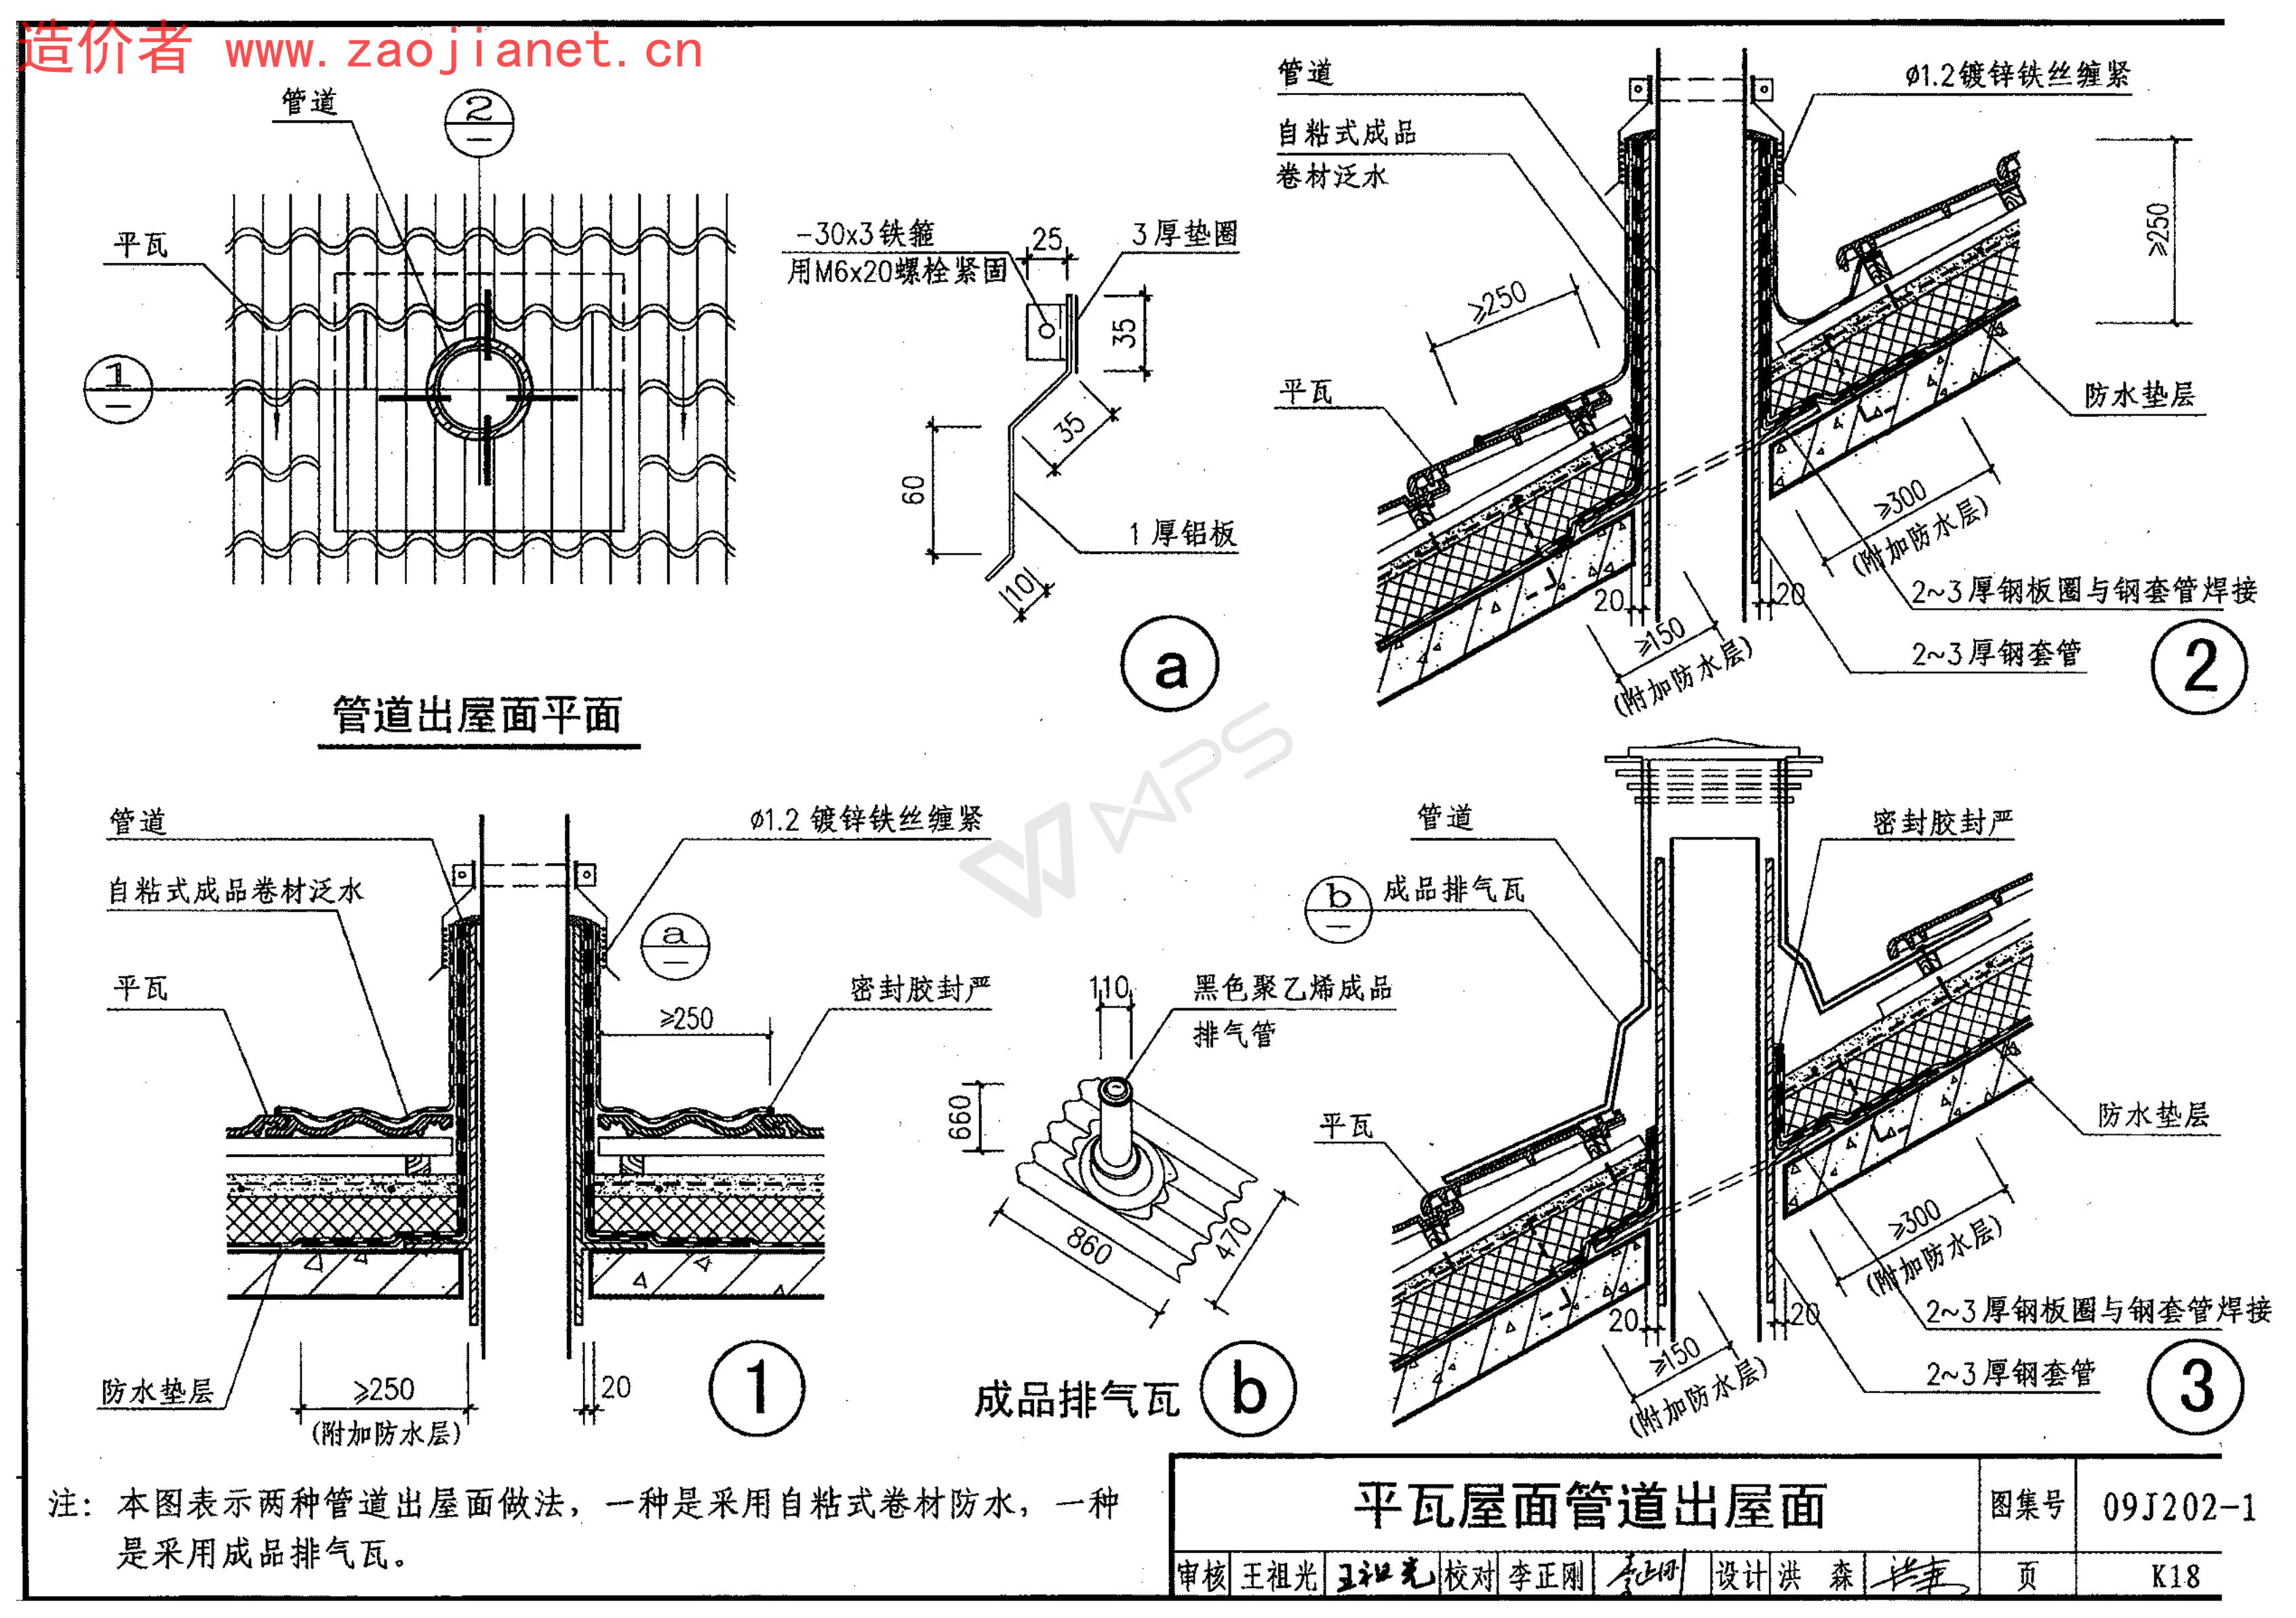 造价者 www.zaojianet.cn
管道
2
平瓦
1
管道出屋面平面
-30x3铁箍
用M6x20螺栓紧固
25
3厚垫圈
35
35
60
10
1厚铝板
a
管道
自粘式成品
卷材泛水
ø1.2镀锌铁丝缠紧
≥250
≥250
平瓦
防水垫层
≥300
(附加防水层)
20
20
≥150
(附加防水层)
2~3厚钢板圈与钢套管焊接
2~3厚钢套管
2
管道
ø1.2镀锌铁丝缠紧
自粘式成品卷材泛水
a
平瓦
密封胶封严
≥250
防水垫层
≥250
(附加防水层)
20
1
WPS
110
黑色聚乙烯成品
排气管
660
860
470
成品排气瓦
b
管道
密封胶封严
b
成品排气瓦
平瓦
防水垫层
≥300
(附加防水层)
20
20
≥150
(附加防水层)
2~3厚钢板圈与钢套管焊接
2~3厚钢套管
3
注: 本图表示两种管道出屋面做法,一种是采用自粘式卷材防水,一种
是采用成品排气瓦。
平瓦屋面管道出屋面
图集号
09J202-1
审核 王祖光 王祖光 校对 李正刚 李正刚 设计 洪 森 洪森 页 K18